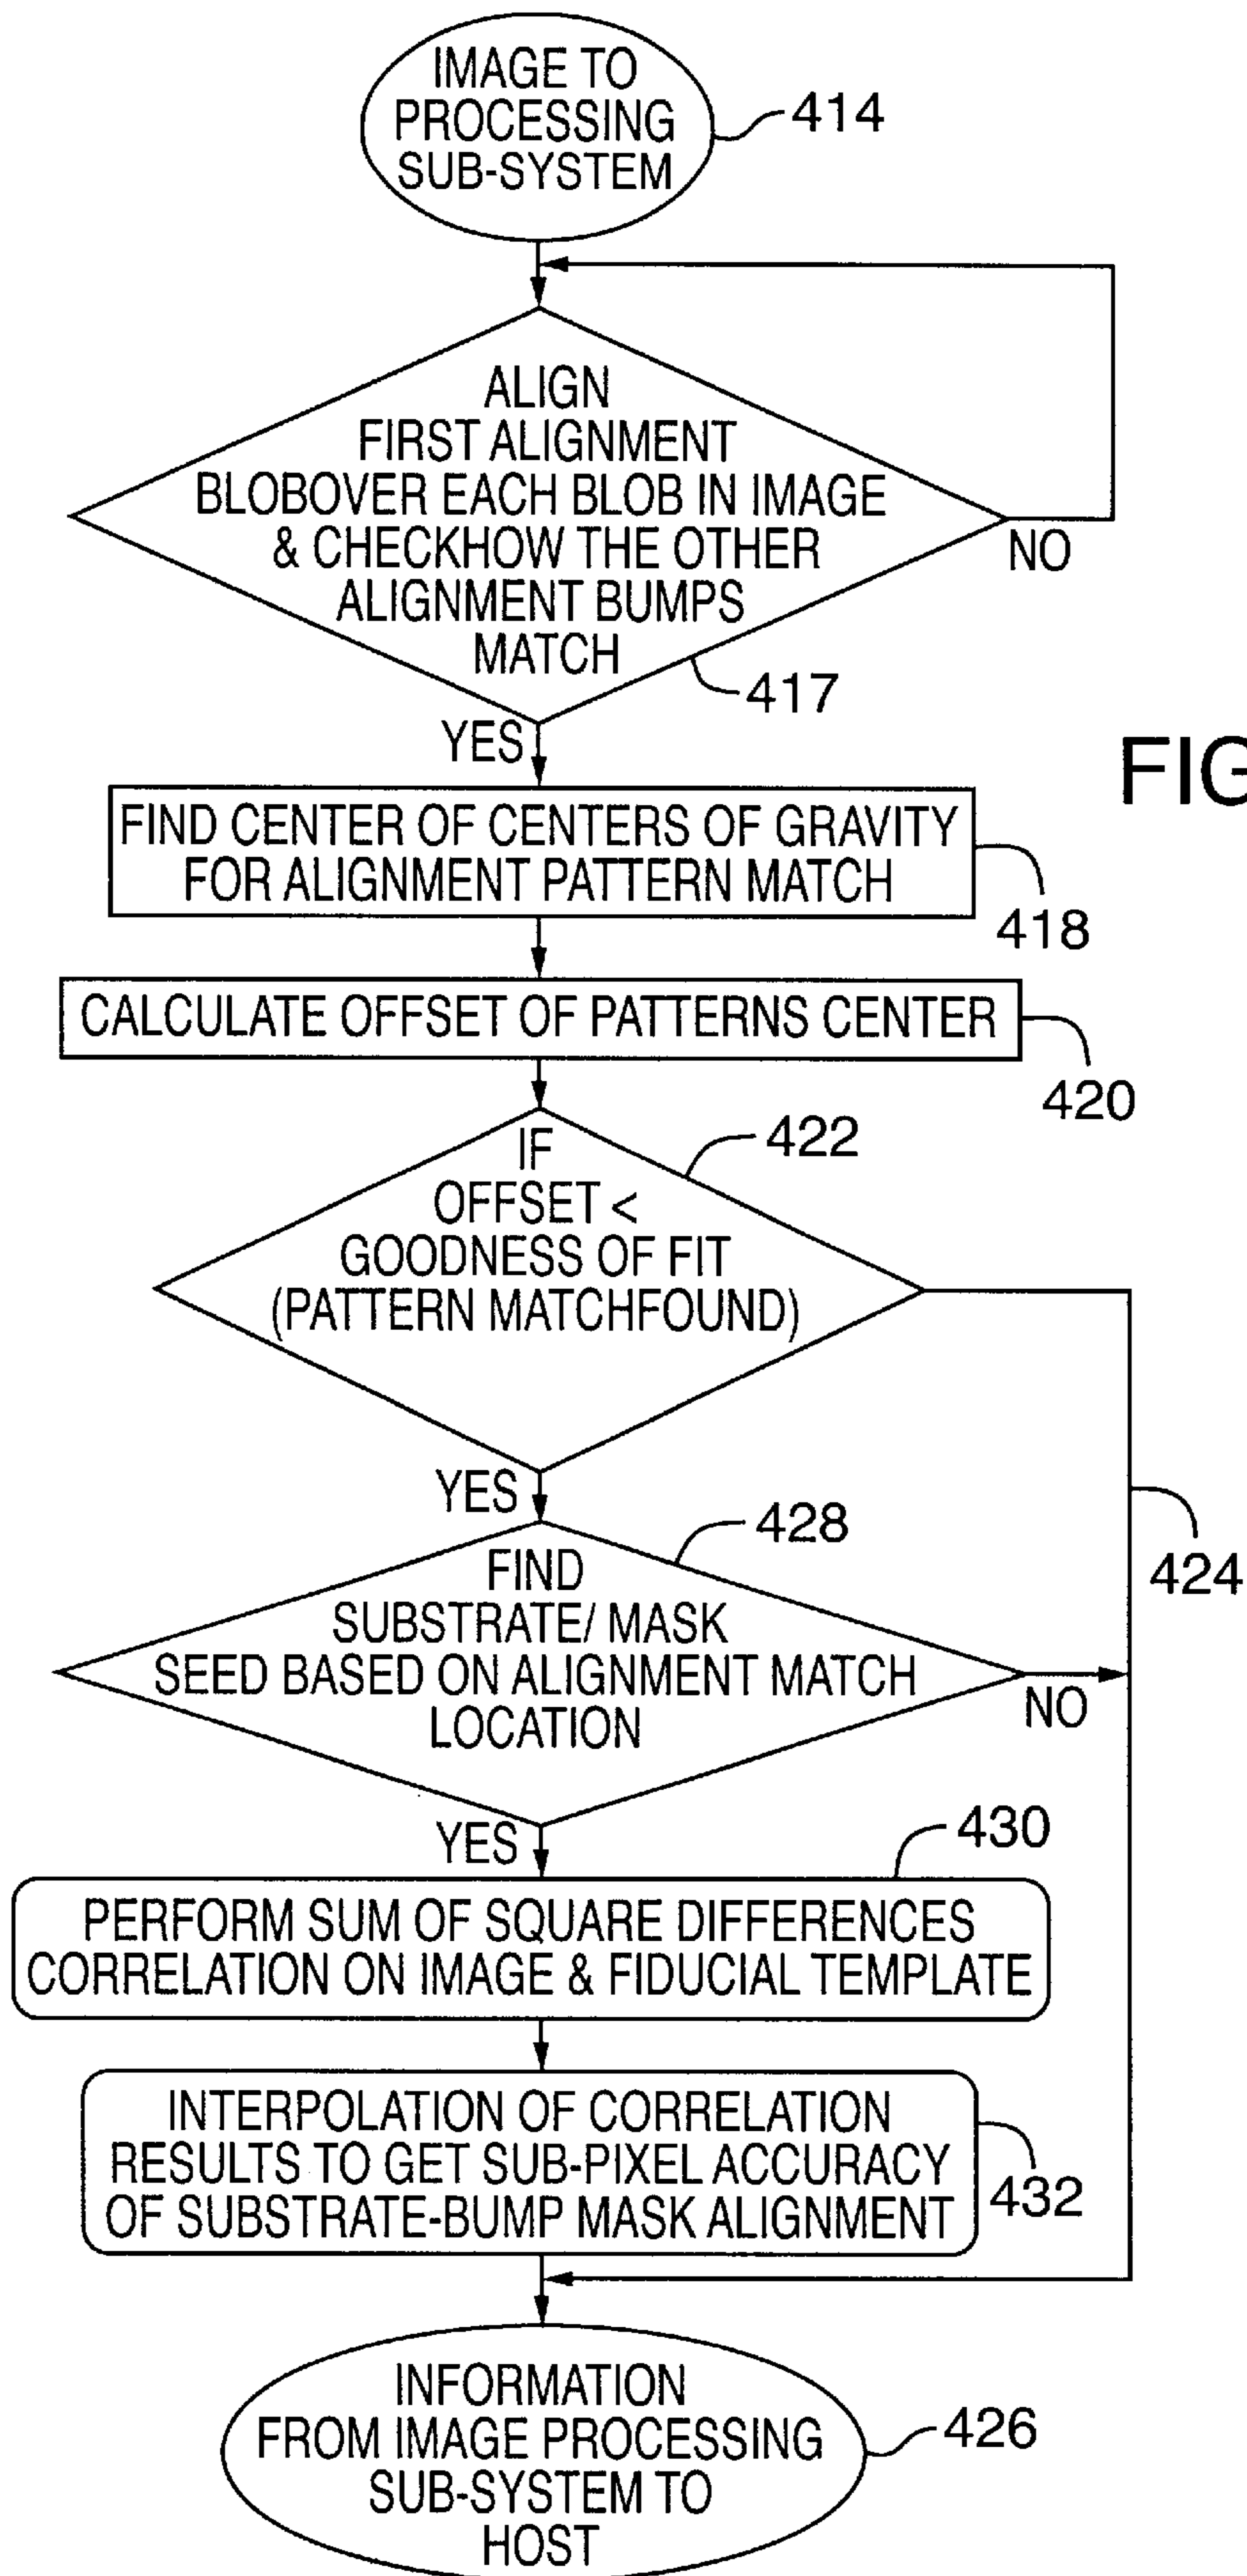 IMAGE TO
PROCESSING
SUB-SYSTEM
414
ALIGN
FIRST ALIGNMENT
BLOBOVER EACH BLOB IN IMAGE
& CHECKHOW THE OTHER
ALIGNMENT BUMPS
MATCH
NO
417
YES
FIG
FIND CENTER OF CENTERS OF GRAVITY
FOR ALIGNMENT PATTERN MATCH
418
CALCULATE OFFSET OF PATTERNS CENTER
420
IF
OFFSET <
GOODNESS OF FIT
(PATTERN MATCHFOUND)
422
YES
424
FIND
SUBSTRATE/ MASK
SEED BASED ON ALIGNMENT MATCH
LOCATION
428
NO
YES
430
PERFORM SUM OF SQUARE DIFFERENCES
CORRELATION ON IMAGE & FIDUCIAL TEMPLATE
INTERPOLATION OF CORRELATION
RESULTS TO GET SUB-PIXEL ACCURACY
OF SUBSTRATE-BUMP MASK ALIGNMENT
432
INFORMATION
FROM IMAGE PROCESSING
SUB-SYSTEM TO
HOST
426